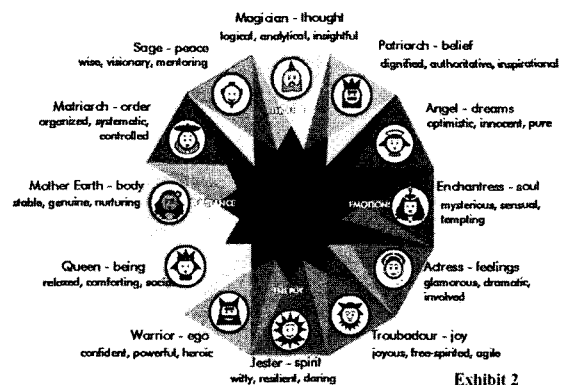 Magician - thought
logical, analytical, insightful
Sage - peace
wise, visionary, mentoring
Patriarch - belief
dignified, authoritative, inspirational
Matriarch - order
organized, systematic,
controlled
Angel - dreams
optimistic, innocent, pure
Mother Earth - body
stable, genuine, nurturing
EMOTIONS
Enchantress - soul
mysterious, sensual,
tempting
Queen - being
relaxed, comforting, social
Actress - feelings
glamorous, dramatic,
involved
Warrior - ego
confident, powerful, heroic
Jester - spirit
witty, resilient, daring
Troubadour - joy
joyous, free-spirited, agile
Exhibit 2